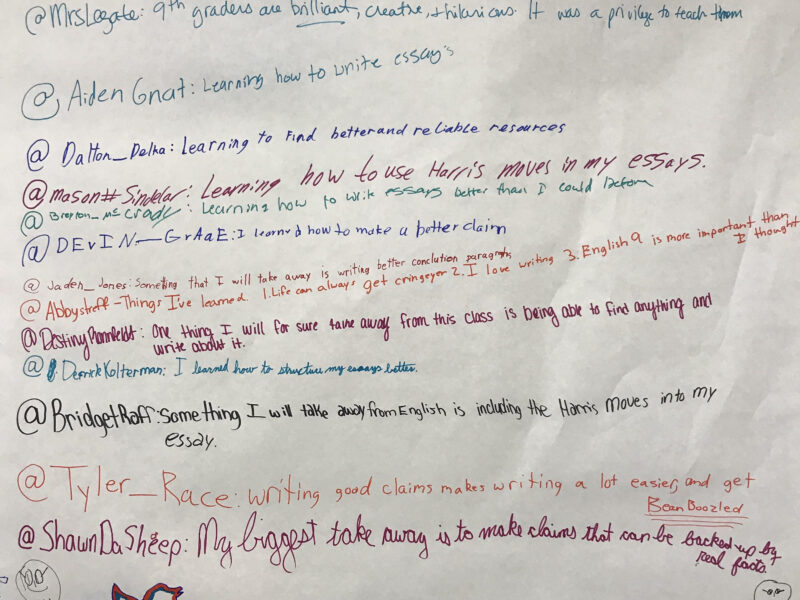 @MrsLegate: 9th graders are brilliant, creative, + hilarious. It was a privilege to teach them
@Aiden Gnat: Learning how to write essay's
@Dalton_Delka: Learning to find better and reliable resources
@mason#Sindelar: Learning how to use Harris moves in my essays.
@ : Learning how to write essays better than I could before
@DEvIN_GrAaE: I learned how to make a better claim
@Jaden_Jones: Something that I will take away is writing better conclution paragraphs
@Abbystreff - Things I've learned. 1. Life can always get cringeyer 2. I love writing 3. English 9 is more important than
I thought
@Destiny : One thing I will for sure take away from this class is being able to find anything and
write about it.
@DerrickKolterman: I learned how to structure my essays better.
@BridgetRaff: Something I will take away from English is including the Harris Moves into my
essay.
@Tyler_Race: writing good claims makes writing a lot easier, and get
BeanBoozled
@ShawnDaSheep: My biggest take away is to make claims that can be backed up by
real facts.